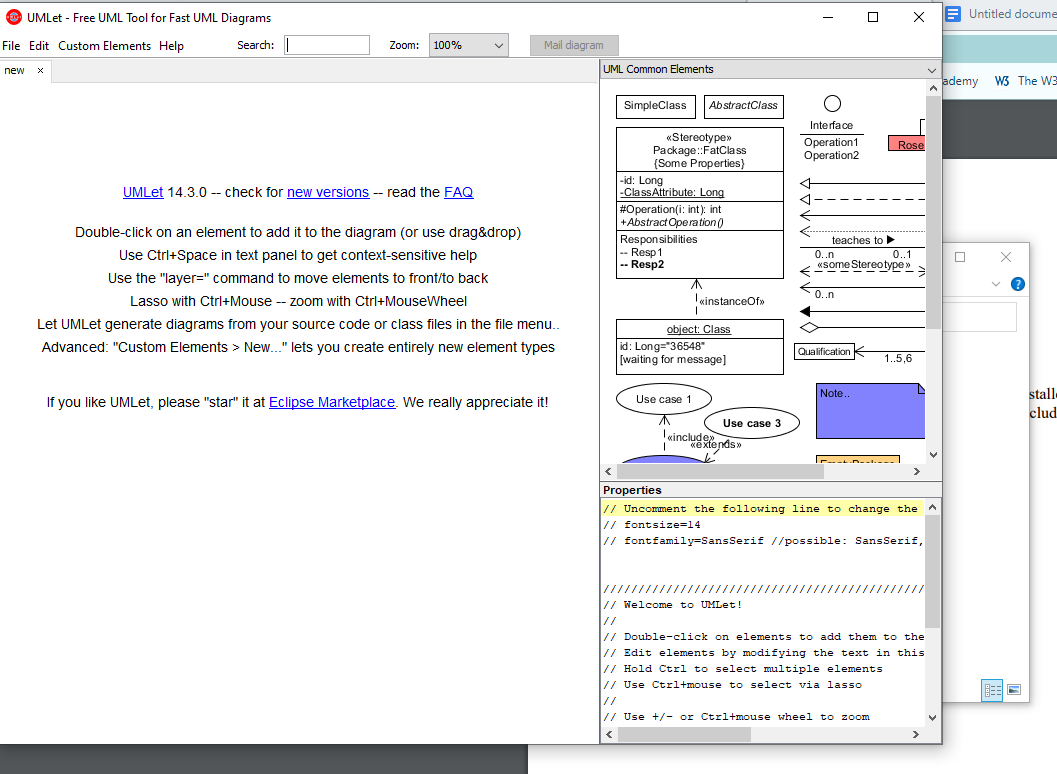 UMLet - Free UML Tool for Fast UML Diagrams
File Edit Custom Elements Help Search: Zoom: 100% Mail diagram
new ×
UMLet 14.3.0 -- check for new versions -- read the FAQ
Double-click on an element to add it to the diagram (or use drag&drop)
Use Ctrl+Space in text panel to get context-sensitive help
Use the "layer=" command to move elements to front/to back
Lasso with Ctrl+Mouse -- zoom with Ctrl+MouseWheel
Let UMLet generate diagrams from your source code or class files in the file menu..
Advanced: "Custom Elements > New..." lets you create entirely new element types
If you like UMLet, please "star" it at Eclipse Marketplace. We really appreciate it!
UML Common Elements
SimpleClass
AbstractClass
«Stereotype»
Package::FatClass
{Some Properties}
-id: Long
-ClassAttribute: Long
#Operation(i: int): int
+AbstractOperation()
Responsibilities
-- Resp1
-- Resp2
«instanceOf»
object: Class
id: Long="36548"
[waiting for message]
Use case 1
Use case 3
«include»
«extends»
Interface
Operation1
Operation2
Rose
teaches to
0..n 0..1
«someStereotype»
0..n
Qualification
1..5,6
Note..
EmptyPackage
Properties
// Uncomment the following line to change the
// fontsize=14
// fontfamily=SansSerif //possible: SansSerif,
//////////////////////////////////////////////
// Welcome to UMLet!
//
// Double-click on elements to add them to the
// Edit elements by modifying the text in this
// Hold Ctrl to select multiple elements
// Use Ctrl+mouse to select via lasso
//
// Use +/- or Ctrl+mouse wheel to zoom
Untitled docume
ademy W3 The W3
?
stall
clud